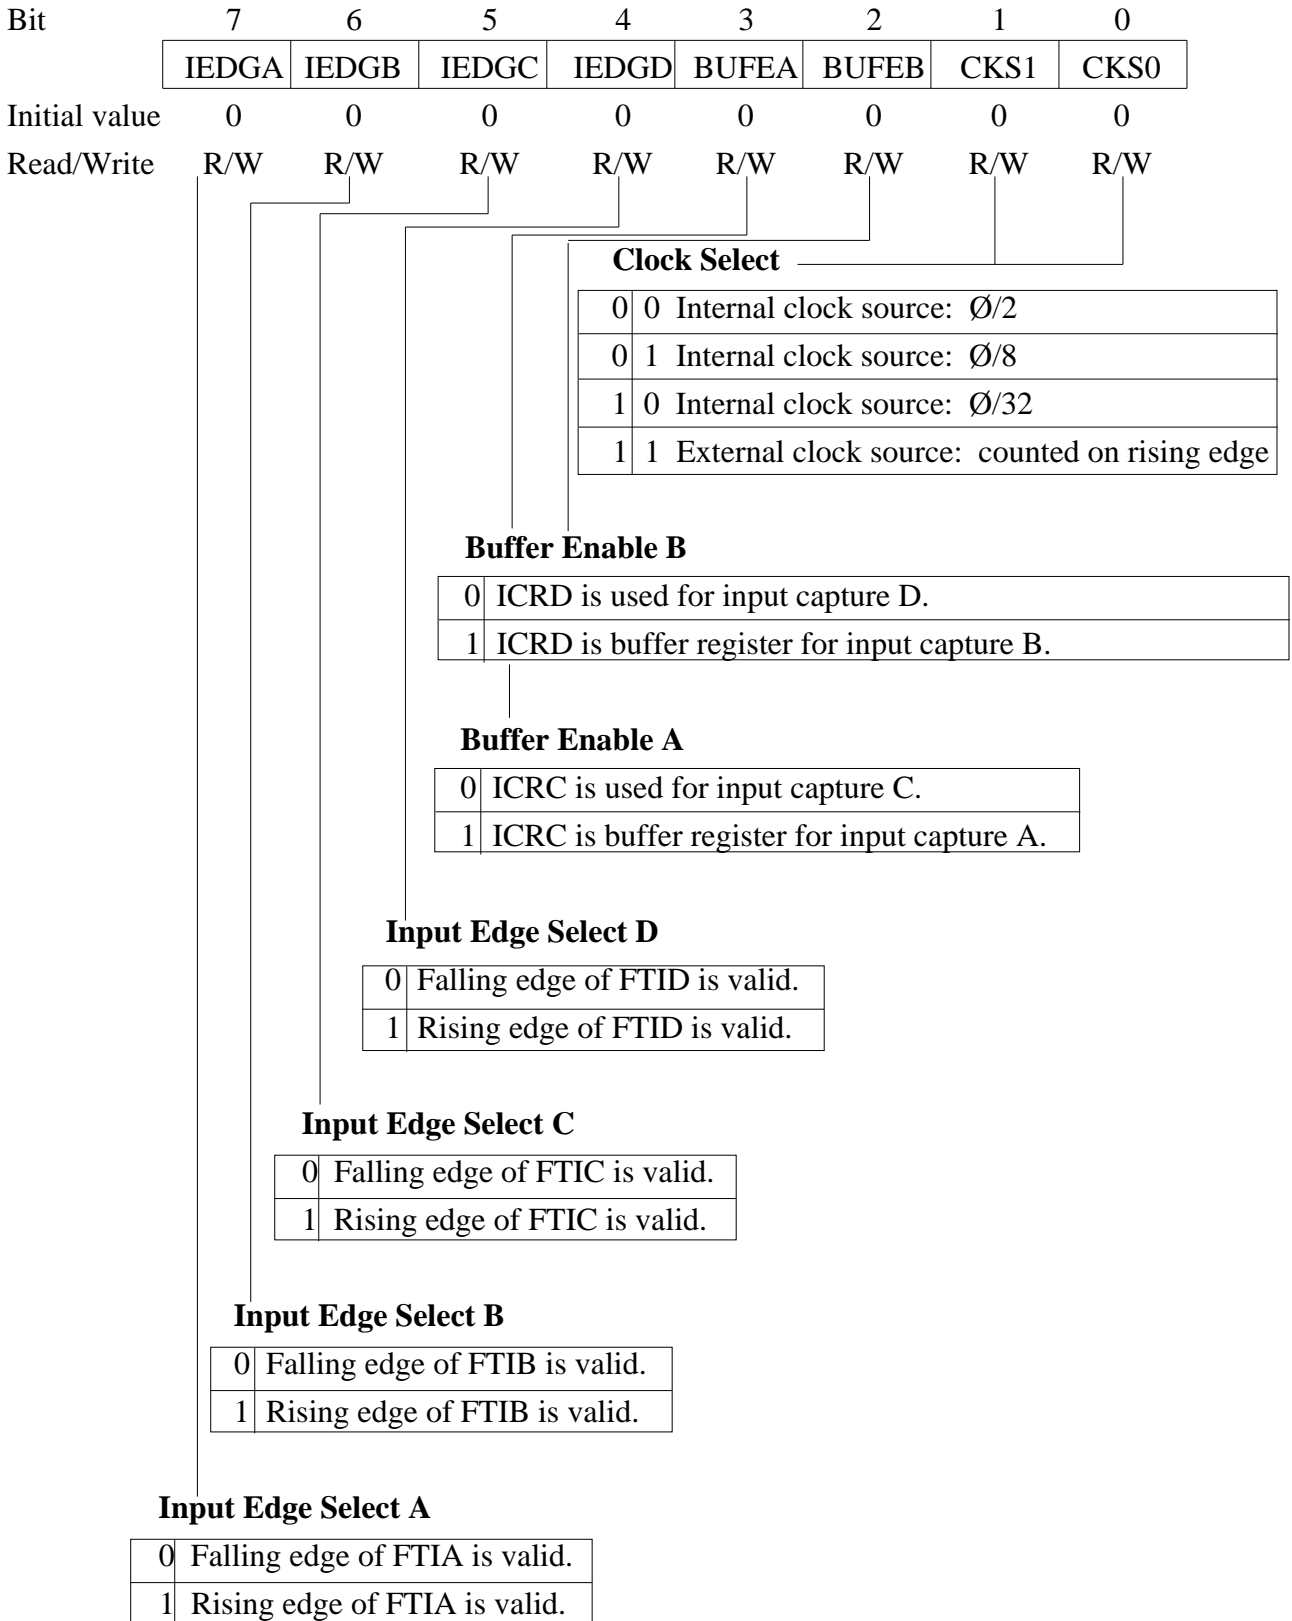 Bit 7 6 5 4 3 2 1 0
IEDGA IEDGB IEDGC IEDGD BUFEA BUFEB CKS1 CKS0
Initial value 0 0 0 0 0 0 0 0
Read/Write R/W R/W R/W R/W R/W R/W R/W R/W
Clock Select
0 0 Internal clock source: Ø/2
0 1 Internal clock source: Ø/8
1 0 Internal clock source: Ø/32
1 1 External clock source: counted on rising edge
Buffer Enable B
0 ICRD is used for input capture D.
1 ICRD is buffer register for input capture B.
Buffer Enable A
0 ICRC is used for input capture C.
1 ICRC is buffer register for input capture A.
Input Edge Select D
0 Falling edge of FTID is valid.
1 Rising edge of FTID is valid.
Input Edge Select C
0 Falling edge of FTIC is valid.
1 Rising edge of FTIC is valid.
Input Edge Select B
0 Falling edge of FTIB is valid.
1 Rising edge of FTIB is valid.
Input Edge Select A
0 Falling edge of FTIA is valid.
1 Rising edge of FTIA is valid.